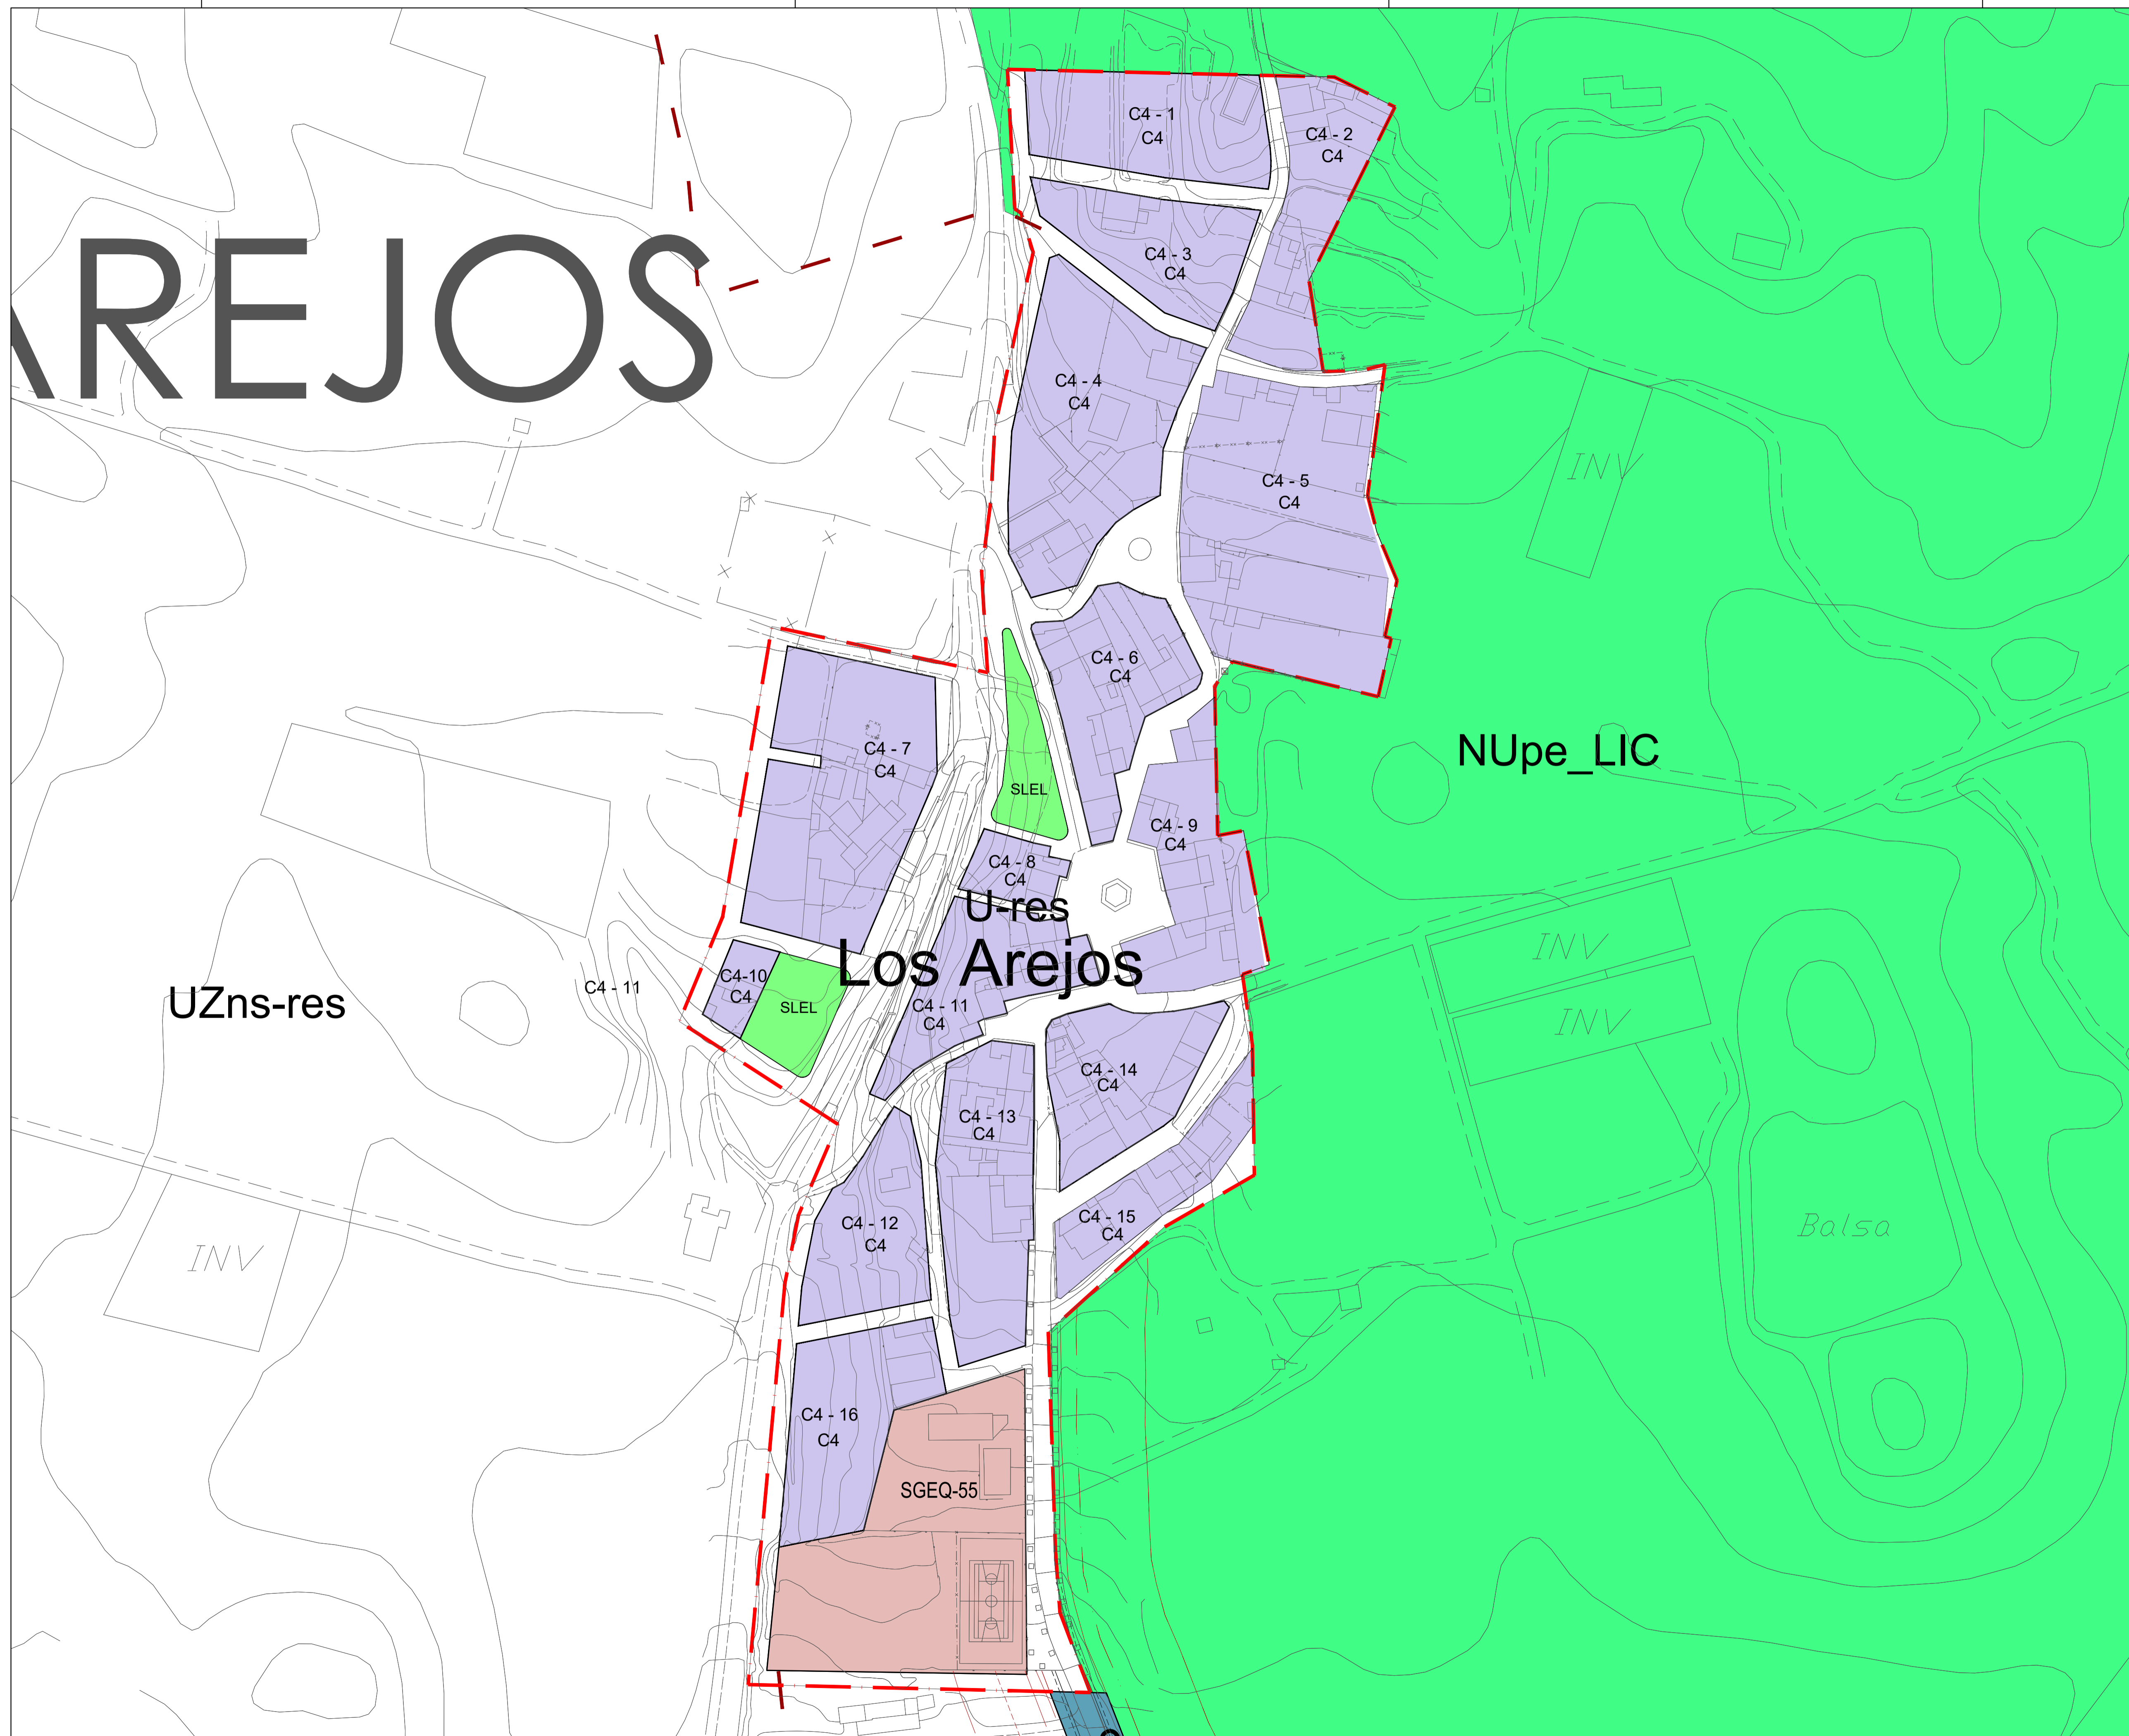 AREJOS
C4 - 1
C4
C4 - 2
C4
C4 - 3
C4
C4 - 4
C4
C4 - 5
C4
INV
C4 - 6
C4
C4 - 7
C4
NUpe_LIC
SLEL
C4 - 9
C4
C4 - 8
C4
U-res
Los Arejos
INV
C4-10
C4
C4 - 11
UZns-res
SLEL
C4 - 11
C4
INV
C4 - 14
C4
C4 - 13
C4
C4 - 12
C4
C4 - 15
C4
Balsa
INV
C4 - 16
C4
SGEQ-55